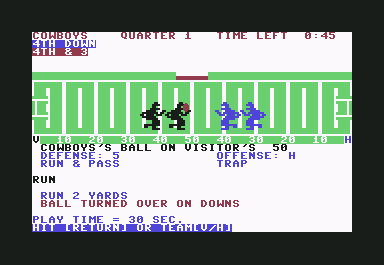 COWBOYS QUARTER 1 TIME LEFT 0:45
4TH DOWN
4TH & 3
V 10 20 30 40 50 40 30 20 10 H
COWBOYS'S BALL ON VISITOR'S 50
DEFENSE: 5 OFFENSE: H
RUN & PASS TRAP
RUN
RUN 2 YARDS
BALL TURNED OVER ON DOWNS
PLAY TIME = 30 SEC.
HIT [RETURN] OR TEAM[V/H]